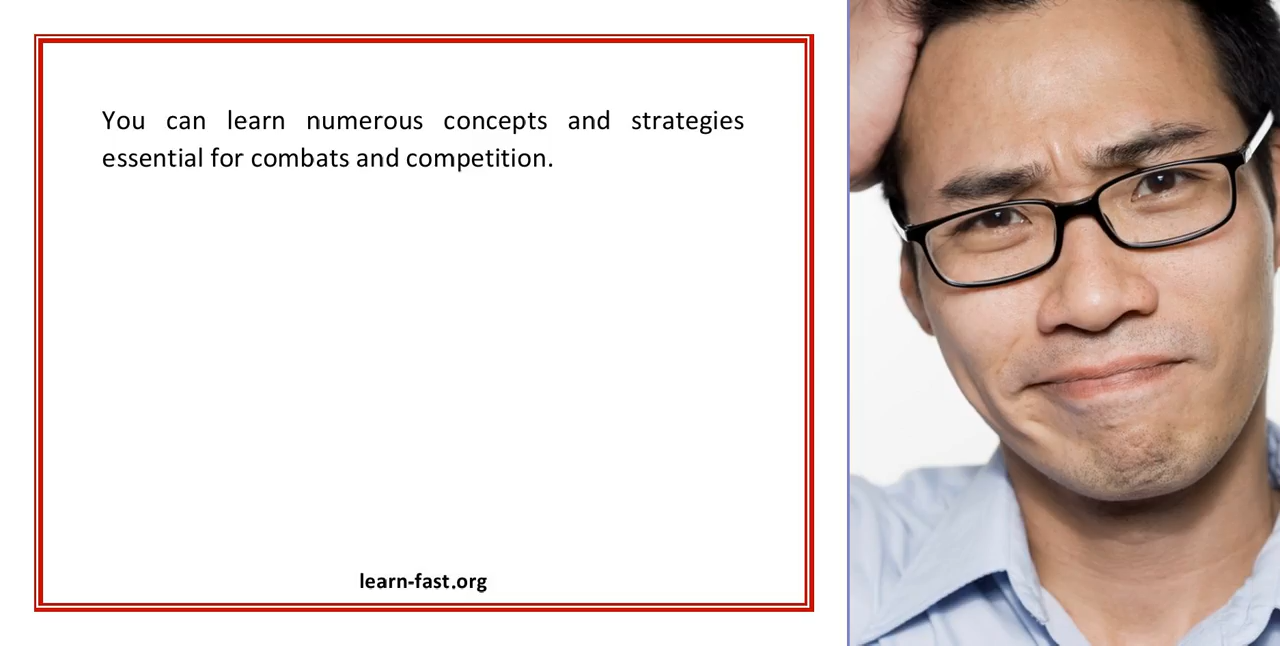 You can learn numerous concepts and strategies
essential for combats and competition.
learn-fast.org